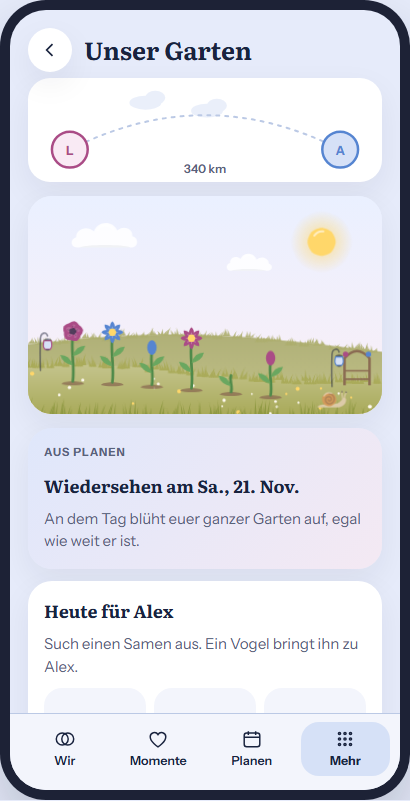 Unser Garten
L
A
340 km
AUS PLANEN
Wiedersehen am Sa., 21. Nov.
An dem Tag blüht euer ganzer Garten auf, egal
wie weit er ist.
Heute für Alex
Such einen Samen aus. Ein Vogel bringt ihn zu
Alex.
Wir
Momente
Planen
Mehr